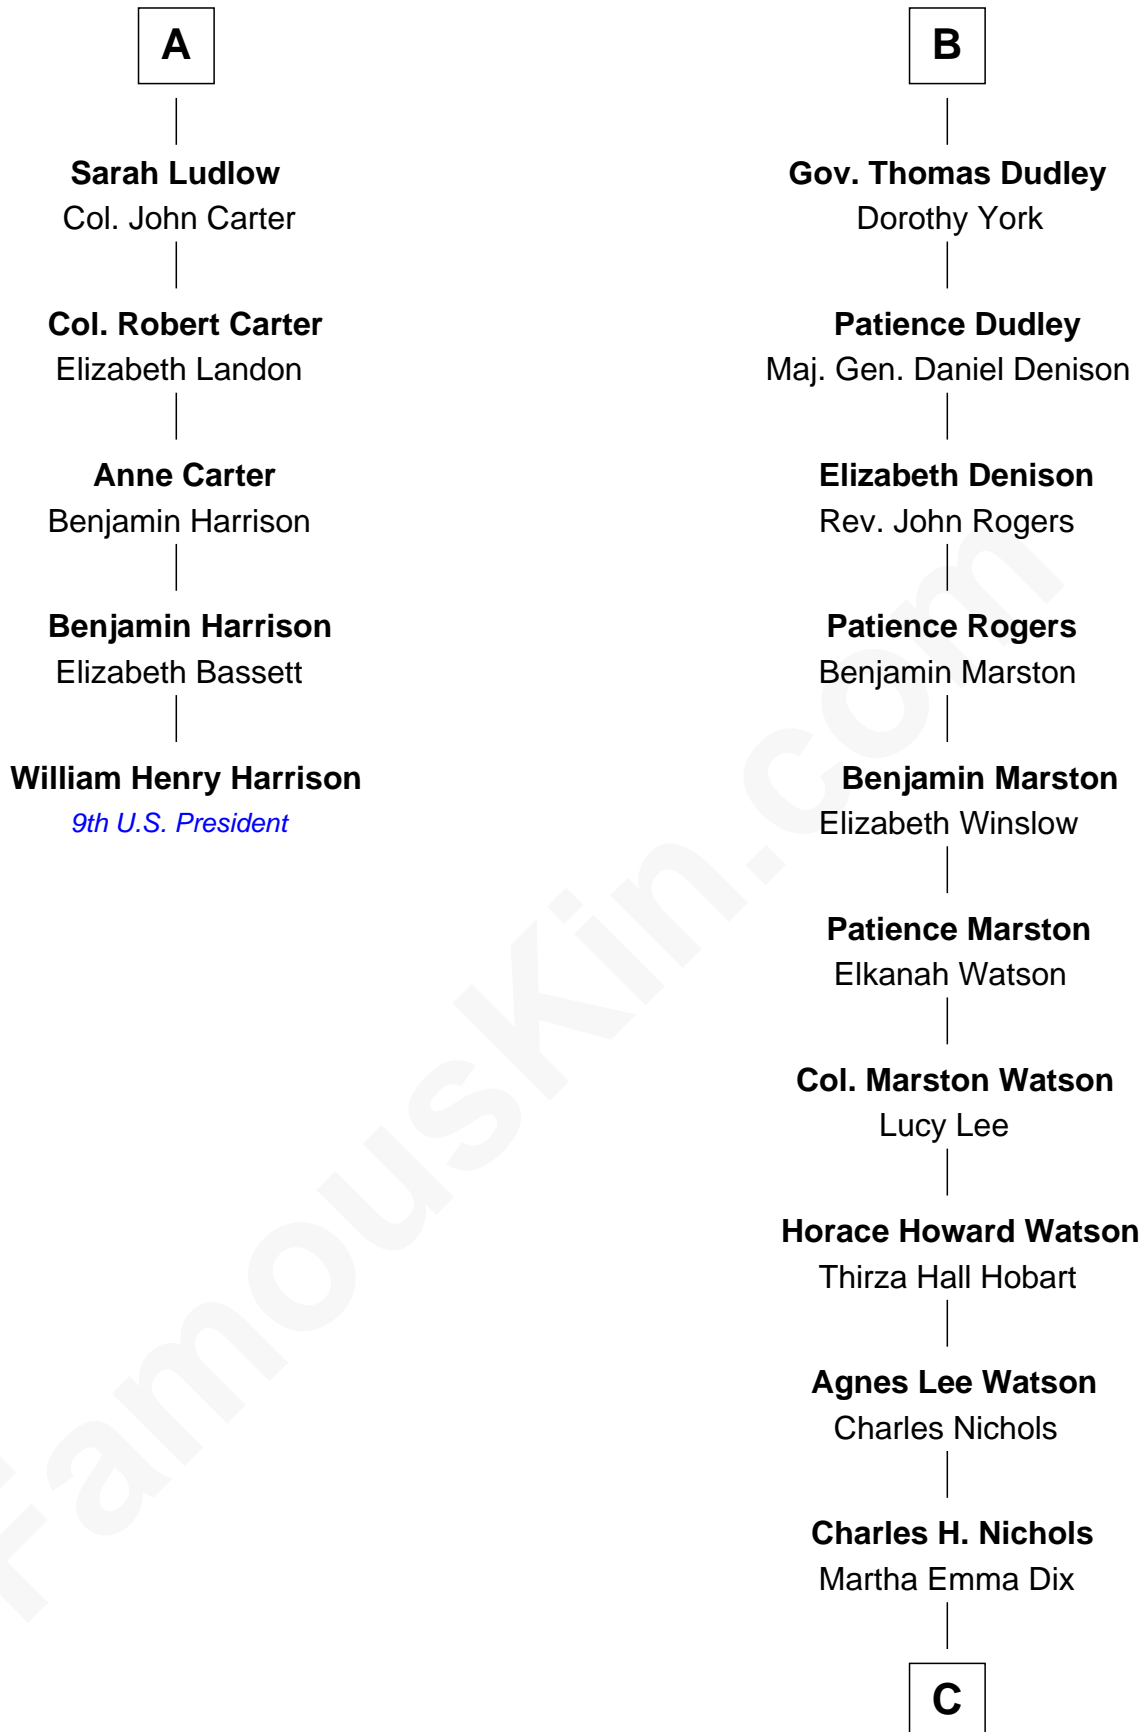 A
Sarah Ludlow
Col. John Carter
Col. Robert Carter
Elizabeth Landon
Anne Carter
Benjamin Harrison
Benjamin Harrison
Elizabeth Bassett
William Henry Harrison
9th U.S. President
B
Gov. Thomas Dudley
Dorothy York
Patience Dudley
Maj. Gen. Daniel Denison
Elizabeth Denison
Rev. John Rogers
Patience Rogers
Benjamin Marston
Benjamin Marston
Elizabeth Winslow
Patience Marston
Elkanah Watson
Col. Marston Watson
Lucy Lee
Horace Howard Watson
Thirza Hall Hobart
Agnes Lee Watson
Charles Nichols
Charles H. Nichols
Martha Emma Dix
C
FamousKin.com